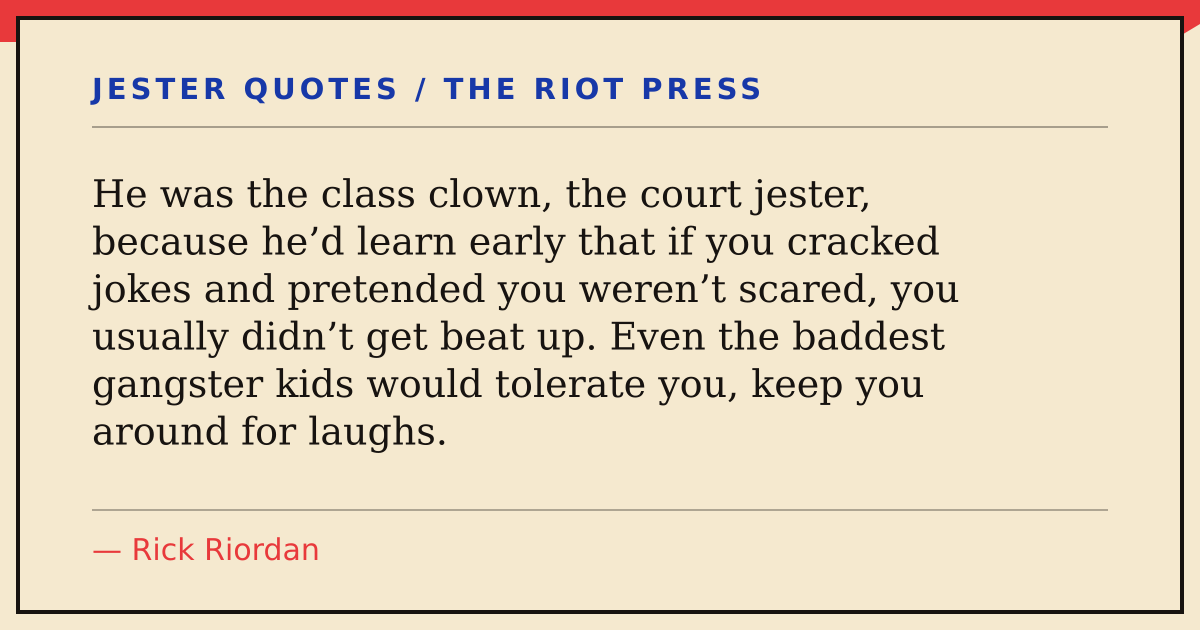 JESTER QUOTES / THE RIOT PRESS
He was the class clown, the court jester,
because he’d learn early that if you cracked
jokes and pretended you weren’t scared, you
usually didn’t get beat up. Even the baddest
gangster kids would tolerate you, keep you
around for laughs.
— Rick Riordan